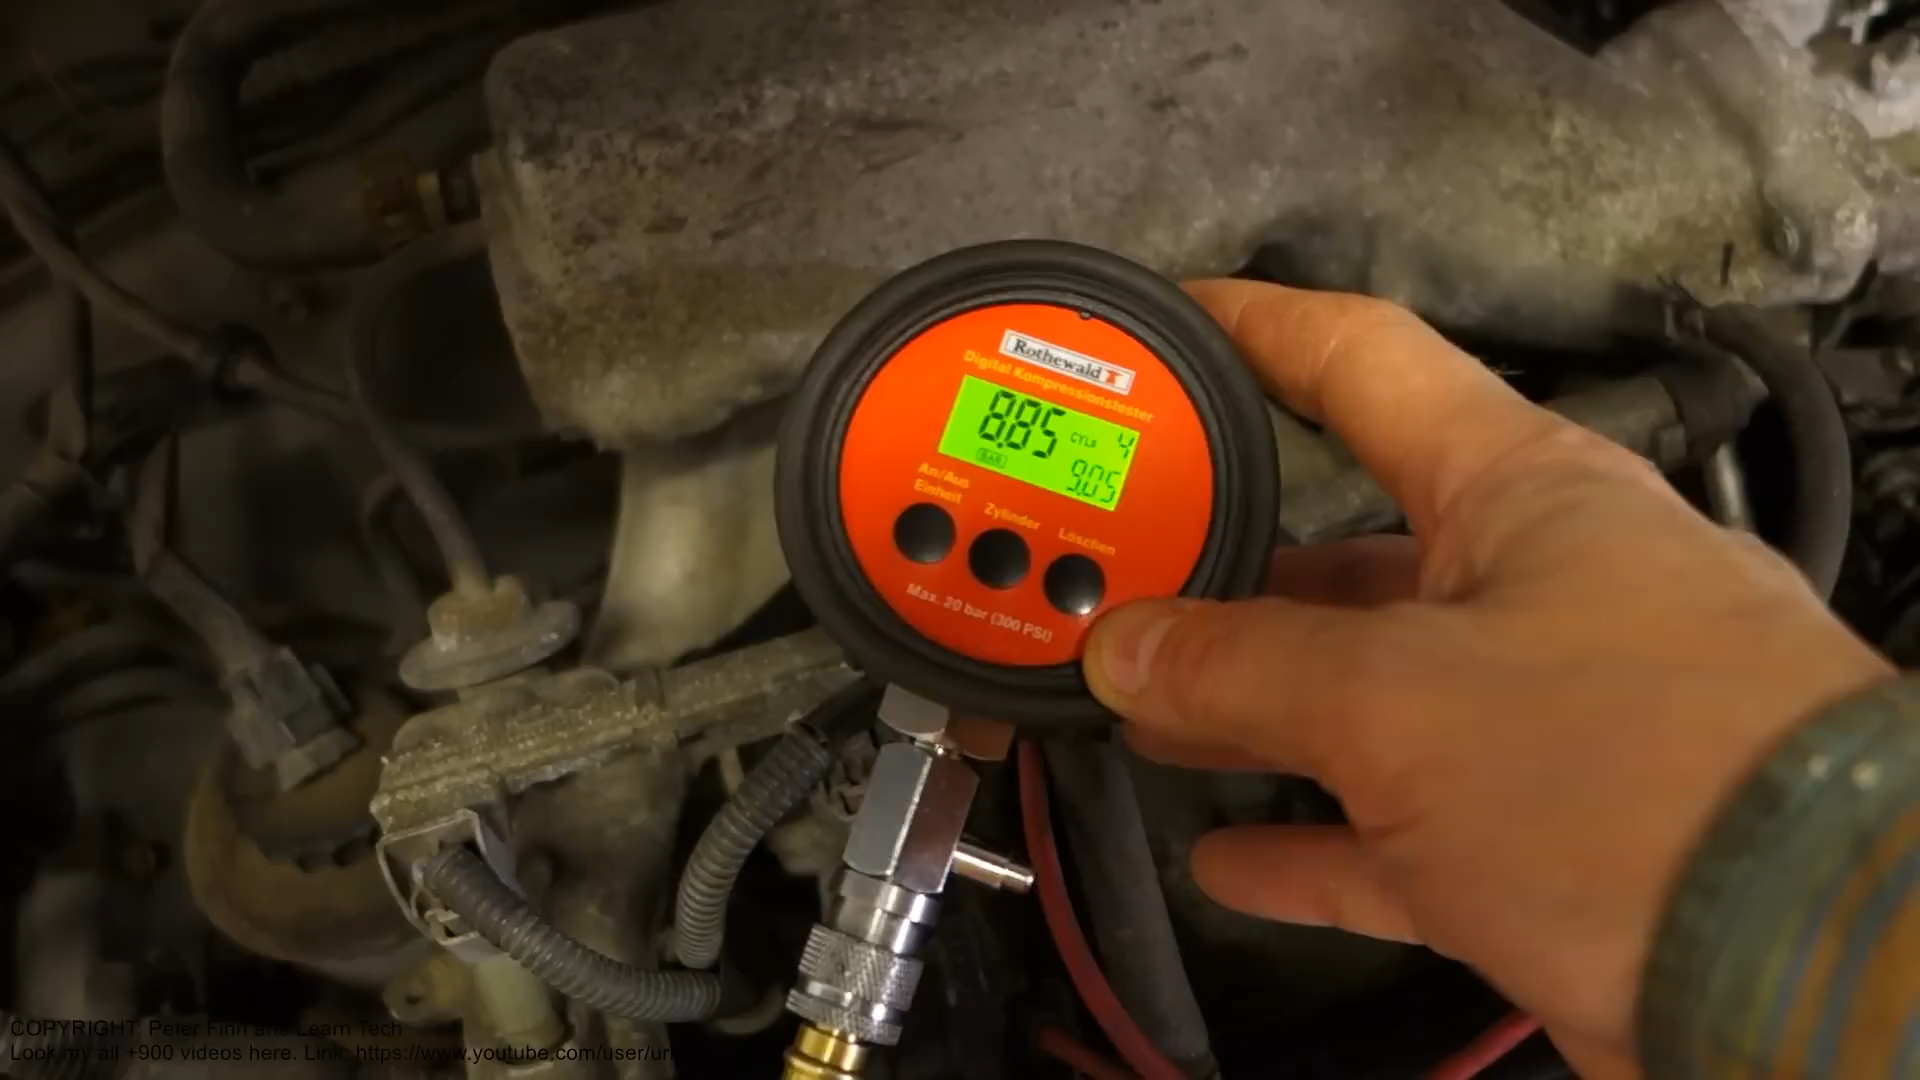 Rothewald
Digital Kompressionstester
8.85 CYL# 4
BAR 9.05
An/Aus
Einheit
Zylinder
Löschen
Max. 20 bar (300 PSI)
COPYRIGHT: Peter Finn and Learn Tech
Look my all +900 videos here. Link: https://www.youtube.com/user/ur